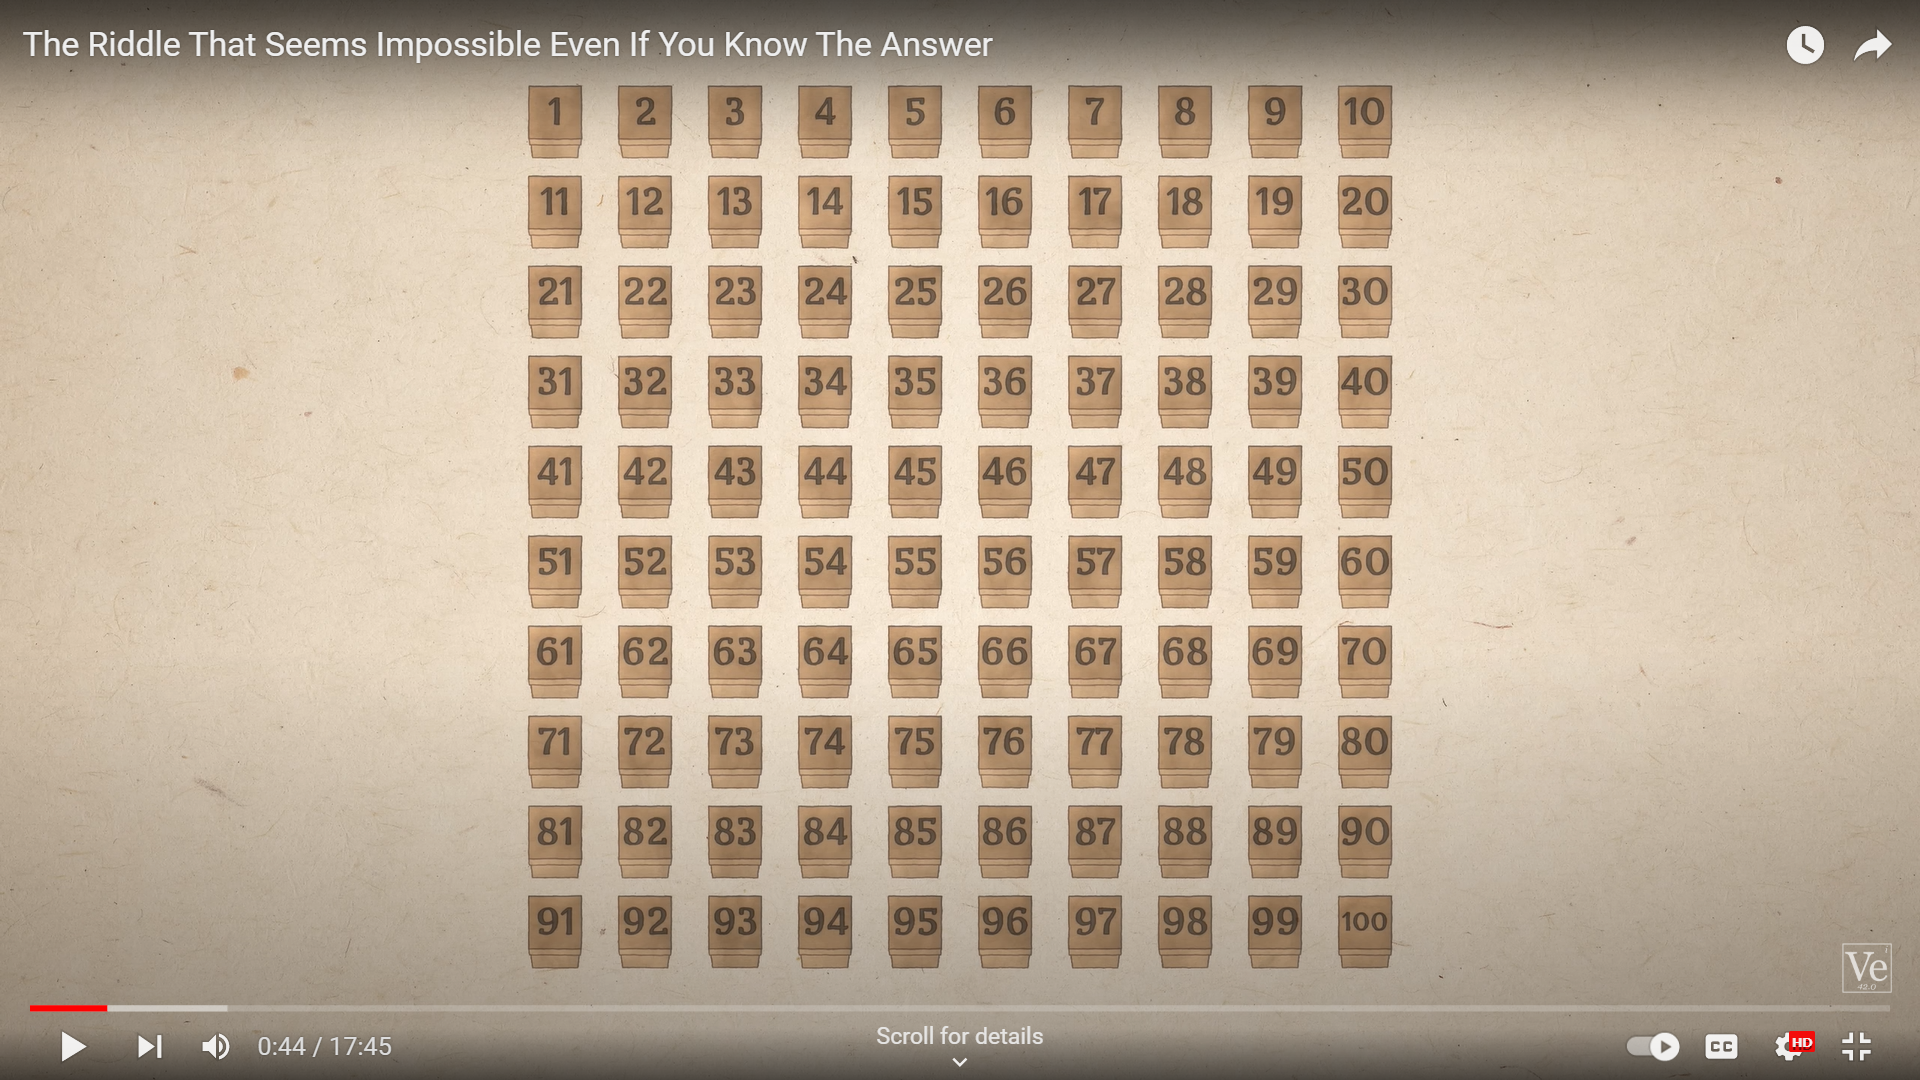 The Riddle That Seems Impossible Even If You Know The Answer
1 2 3 4 5 6 7 8 9 10
11 12 13 14 15 16 17 18 19 20
21 22 23 24 25 26 27 28 29 30
31 32 33 34 35 36 37 38 39 40
41 42 43 44 45 46 47 48 49 50
51 52 53 54 55 56 57 58 59 60
61 62 63 64 65 66 67 68 69 70
71 72 73 74 75 76 77 78 79 80
81 82 83 84 85 86 87 88 89 90
91 92 93 94 95 96 97 98 99 100
i
Ve
42.0
Scroll for details
0:44 / 17:45
CC
HD